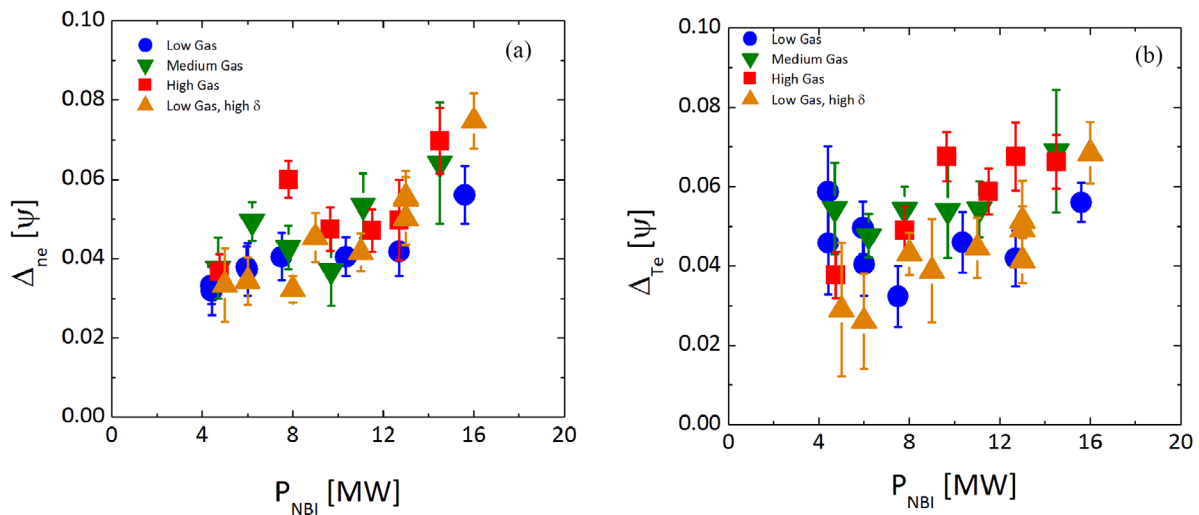 (a)
Low Gas
Medium Gas
High Gas
Low Gas, high δ
0.10
0.08
0.06
0.04
0.02
0.00
Δne [ψ]
0 4 8 12 16 20
PNBI [MW]
(b)
Low Gas
Medium Gas
High Gas
Low Gas, high δ
0.10
0.08
0.06
0.04
0.02
0.00
ΔTe [ψ]
0 4 8 12 16 20
PNBI [MW]